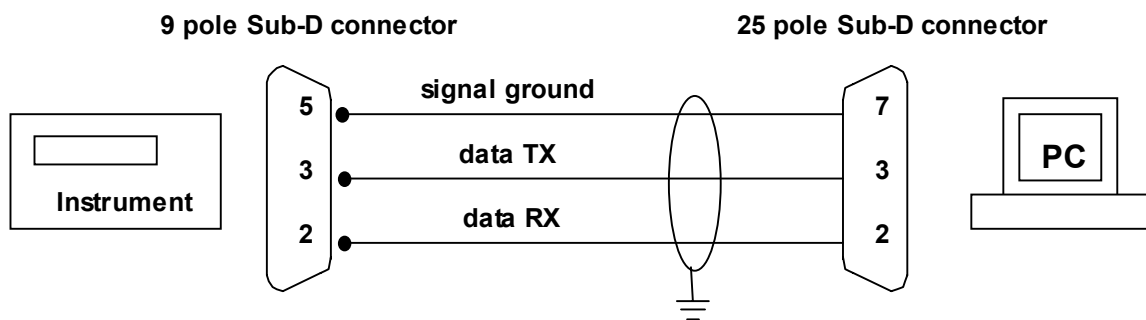 9 pole Sub-D connector
25 pole Sub-D connector
5
signal ground
7
3
data TX
3
PC
Instrument
2
data RX
2